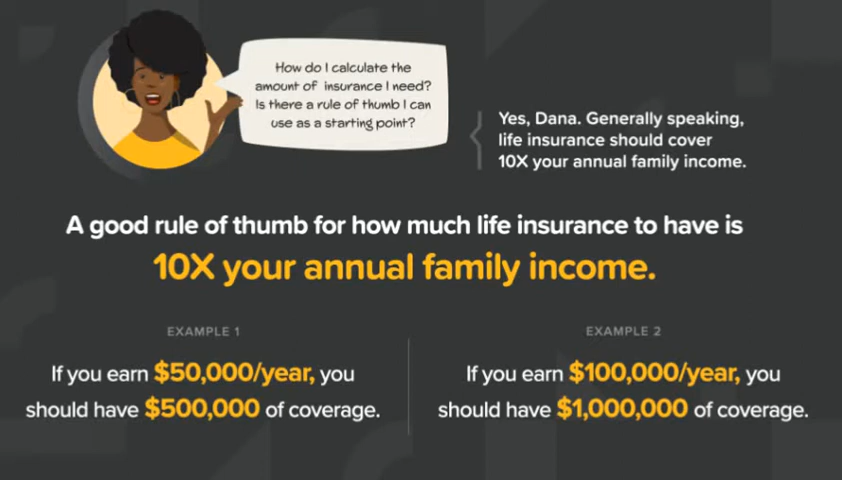 How do I calculate the
amount of insurance I need?
Is there a rule of thumb I can
use as a starting point?
Yes, Dana. Generally speaking,
life insurance should cover
10X your annual family income.
A good rule of thumb for how much life insurance to have is
10X your annual family income.
EXAMPLE 1
If you earn $50,000/year, you
should have $500,000 of coverage.
EXAMPLE 2
If you earn $100,000/year, you
should have $1,000,000 of coverage.